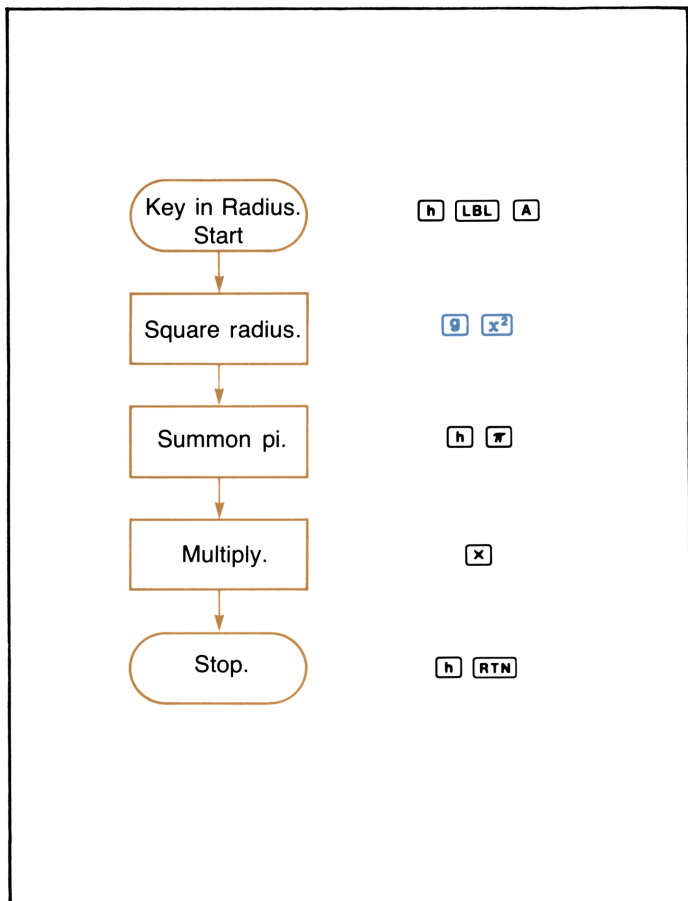 Key in Radius.
Start
h LBL A
Square radius.
g x²
Summon pi.
h π
Multiply.
×
Stop.
h RTN